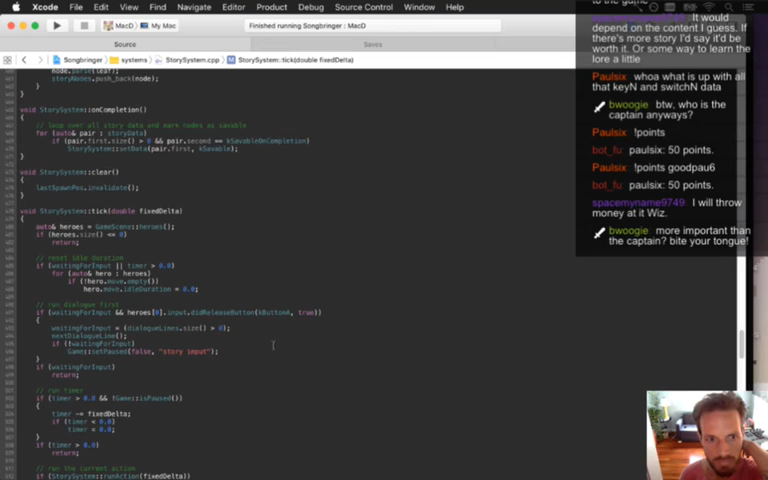 Xcode File Edit View Find Navigate Editor Product Debug Source Control Window Help
MacD My Mac
Finished running Songbringer : MacD
Source
Saves
Songbringer systems StorySystem.cpp StorySystem::tick(double fixedDelta)
node.parse(leaf);
storyNodes.push_back(node);
}
}
void StorySystem::onCompletion()
{
// loop over all story data and mark nodes as savable
for (auto& pair : storyData)
if (pair.first.size() > 0 && pair.second == kSavableOnCompletion)
StorySystem::setData(pair.first, kSavable);
}
void StorySystem::clear()
{
lastSpawnPos.invalidate();
}
void StorySystem::tick(double fixedDelta)
{
auto& heroes = GameScene::heroes();
if (heroes.size() <= 0)
return;
// reset idle duration
if (waitingForInput || timer > 0.0)
for (auto& hero : heroes)
if (!hero.move.empty())
hero.move.idleDuration = 0.0;
// run dialogue first
if (waitingForInput && heroes[0].input.didReleaseButton(kButtonA, true))
{
waitingForInput = (dialogueLines.size() > 0);
nextDialogueLine();
if (!waitingForInput)
Game::setPaused(false, "story input");
}
if (waitingForInput)
return;
// run timer
if (timer > 0.0 && !Game::isPaused())
{
timer -= fixedDelta;
if (timer < 0.0)
timer = 0.0;
}
if (timer > 0.0)
return;
// run the current action
if (StorySystem::runAction(fixedDelta))
to the game
spacemyname9749: It would
depend on the content I guess. If
there's more story I'd say it'd be
worth it. Or some way to learn the
lore a little
Paulsix: whoa what is up with all
that keyN and switchN data
bwoogie: btw, who is the
captain anyways?
Paulsix: !points
bot_fu: paulsix: 50 points.
Paulsix: !points goodpau6
bot_fu: paulsix: 50 points.
spacemyname9749: I will throw
money at it Wiz.
bwoogie: more important than
the captain? bite your tongue!